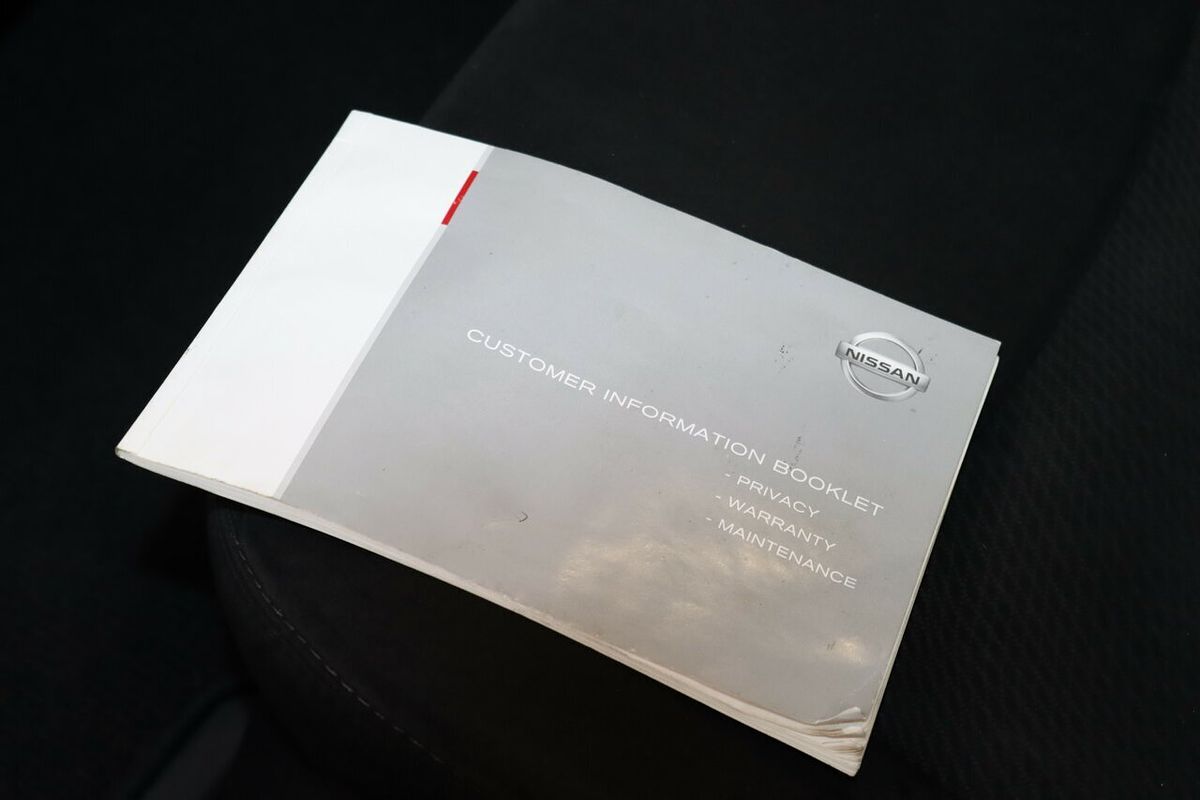 NISSAN
CUSTOMER INFORMATION BOOKLET
- PRIVACY
- WARRANTY
- MAINTENANCE